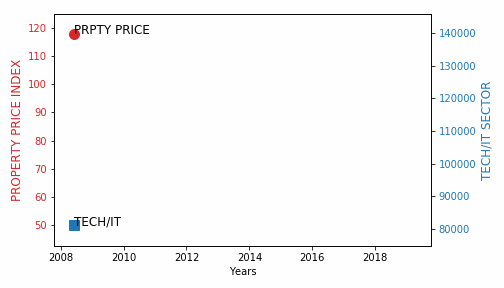 PRPTY PRICE
TECH/IT
PROPERTY PRICE INDEX
120
110
100
90
80
70
60
50
TECH/IT SECTOR
140000
130000
120000
110000
100000
90000
80000
2008 2010 2012 2014 2016 2018
Years